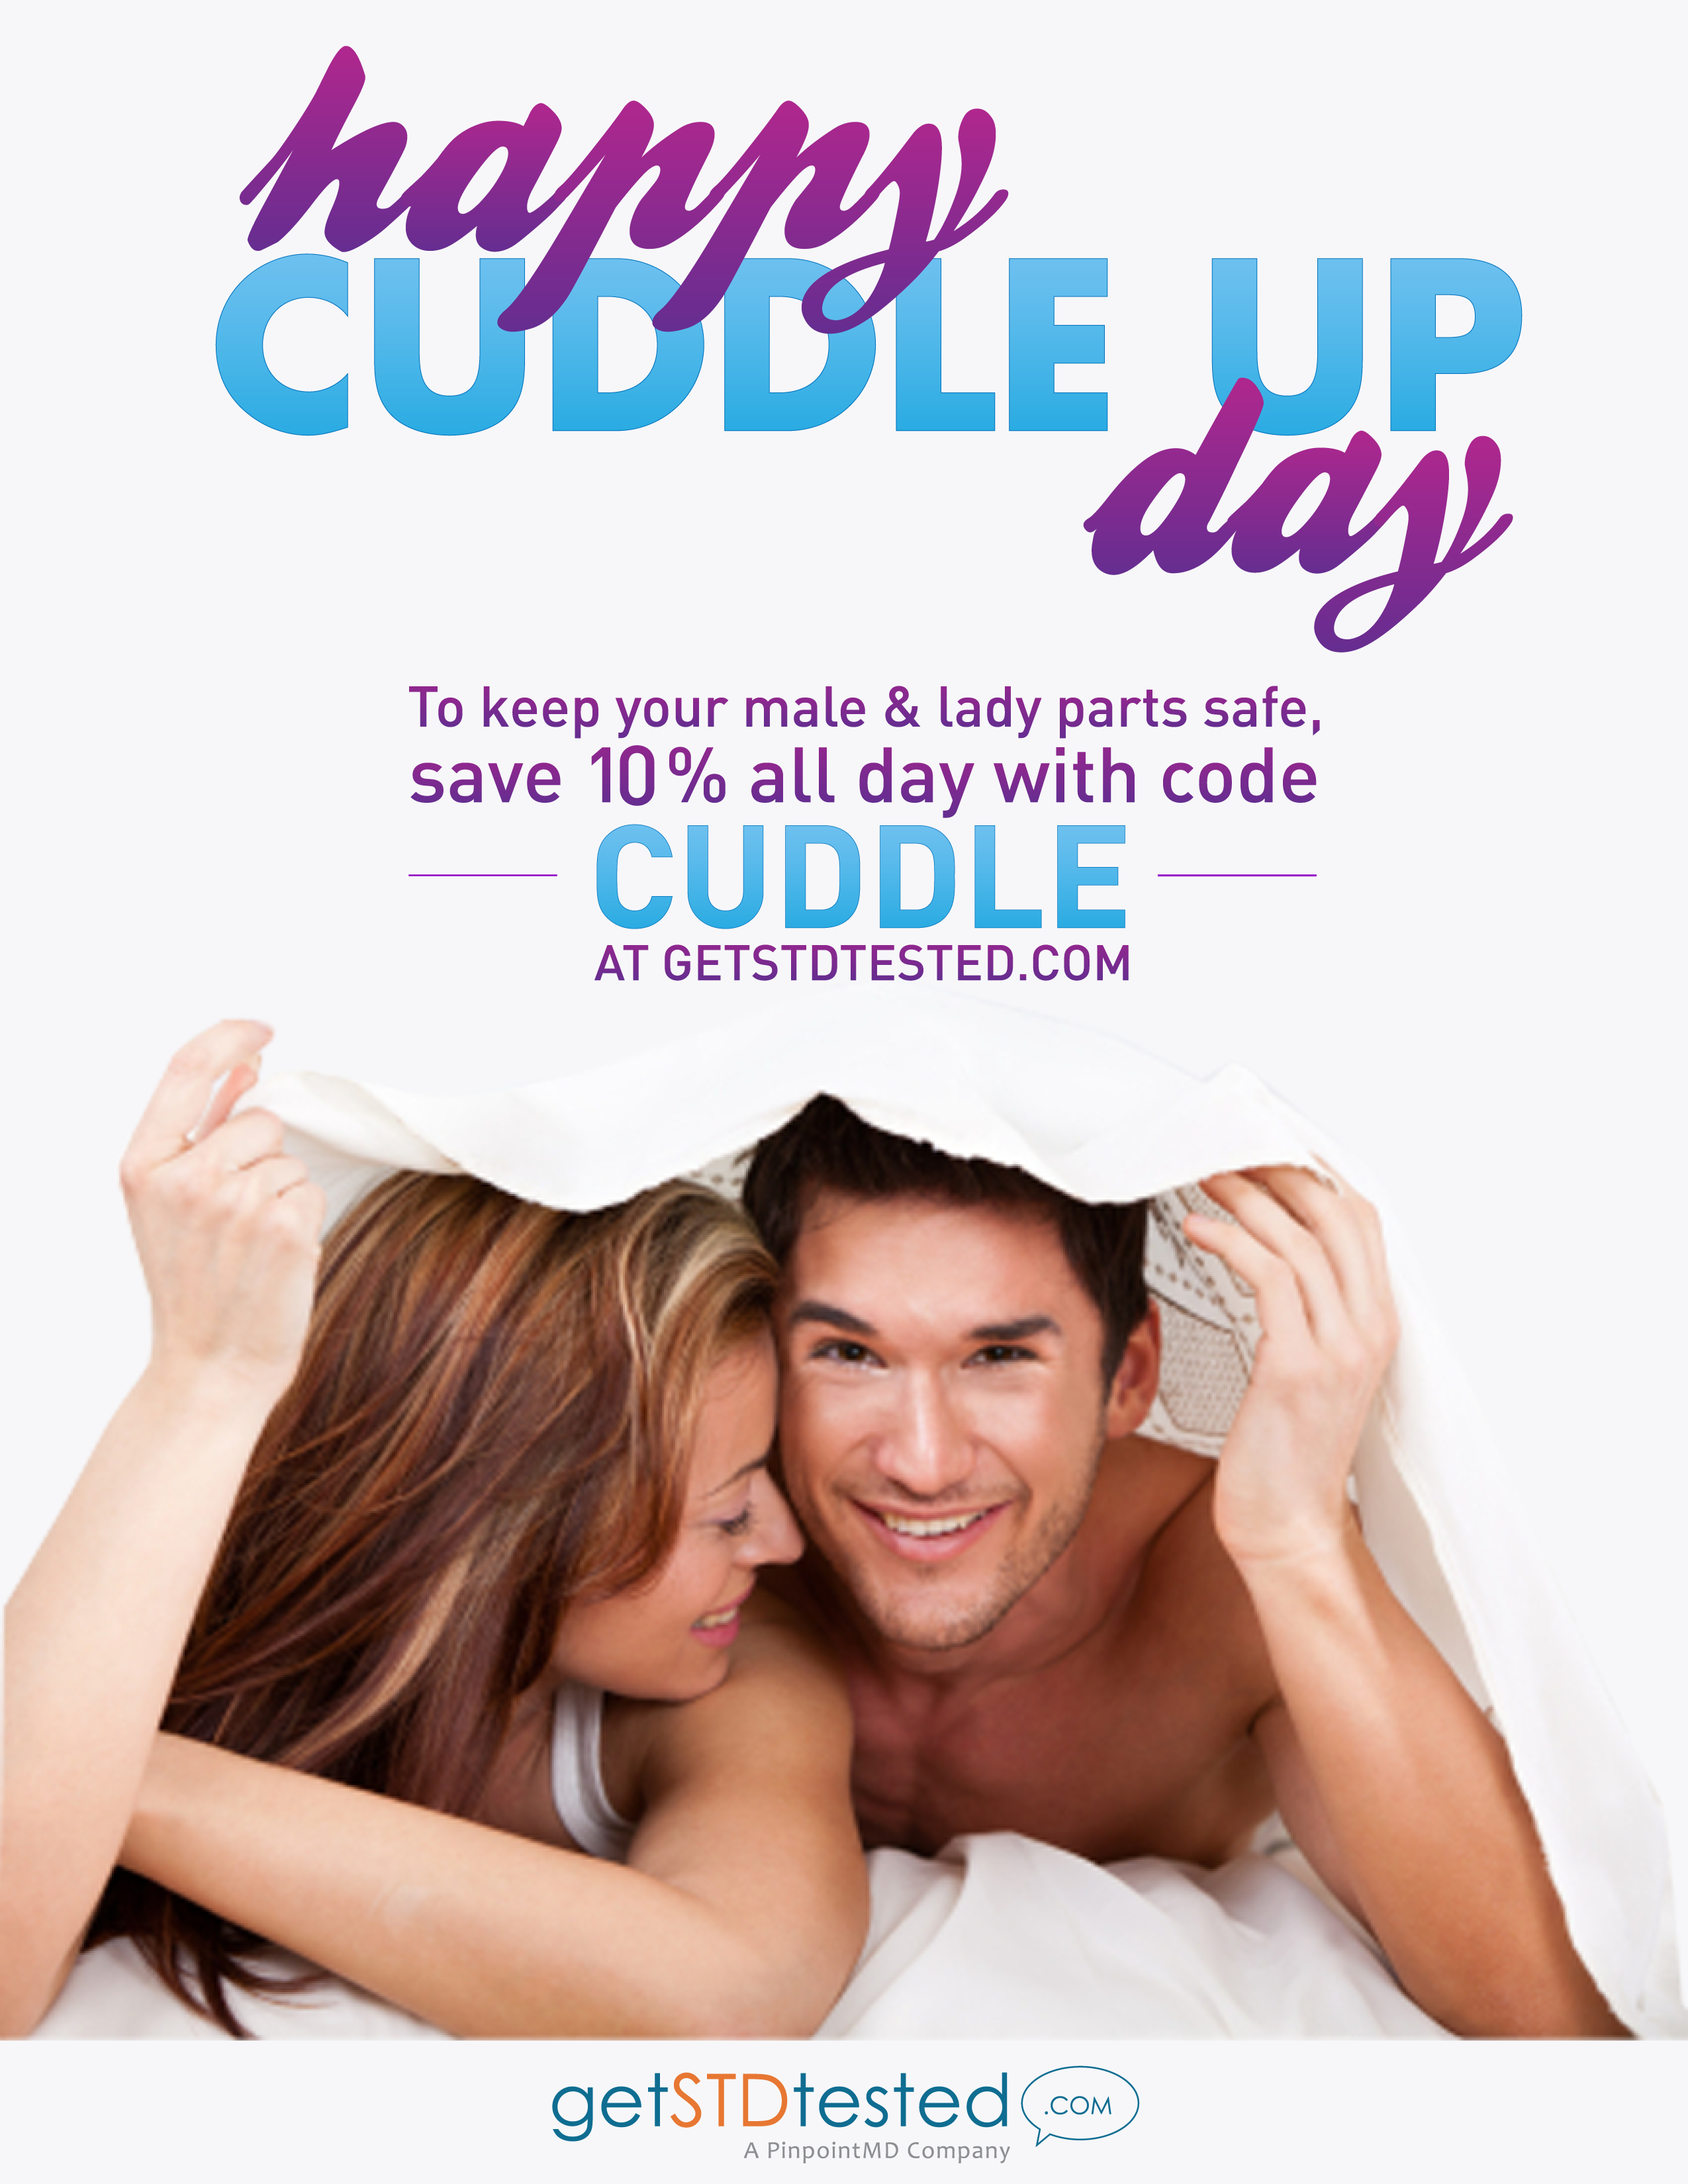 happy
CUDDLE UP
day
To keep your male & lady parts safe,
save 10% all day with code
CUDDLE
AT GETSTDTESTED.COM
getSTDtested .COM
A PinpointMD Company